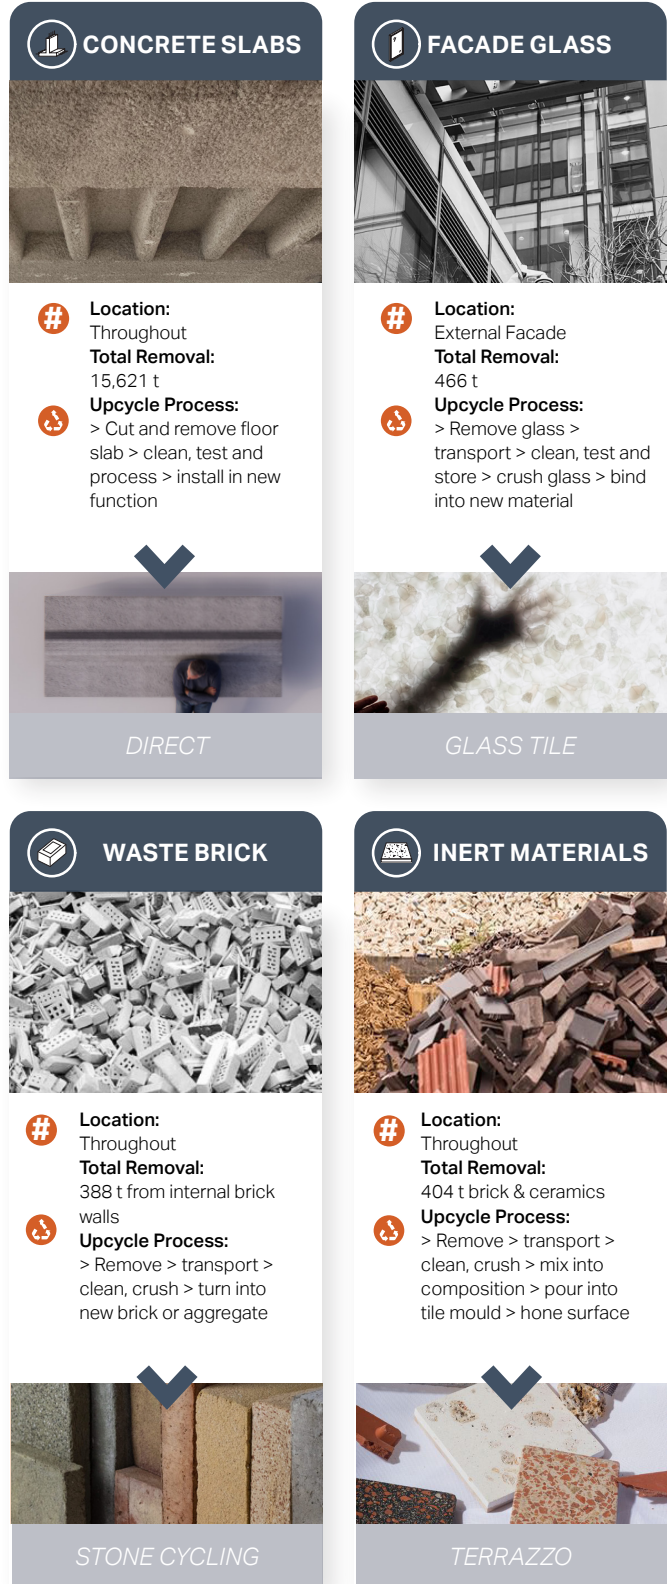 CONCRETE SLABS
#
Location:
Throughout
Total Removal:
15,621 t
Upcycle Process:
> Cut and remove floor
slab > clean, test and
process > install in new
function
DIRECT
FACADE GLASS
#
Location:
External Facade
Total Removal:
466 t
Upcycle Process:
> Remove glass >
transport > clean, test and
store > crush glass > bind
into new material
GLASS TILE
WASTE BRICK
#
Location:
Throughout
Total Removal:
388 t from internal brick
walls
Upcycle Process:
> Remove > transport >
clean, crush > turn into
new brick or aggregate
STONE CYCLING
INERT MATERIALS
#
Location:
Throughout
Total Removal:
404 t brick & ceramics
Upcycle Process:
> Remove > transport >
clean, crush > mix into
composition > pour into
tile mould > hone surface
TERRAZZO